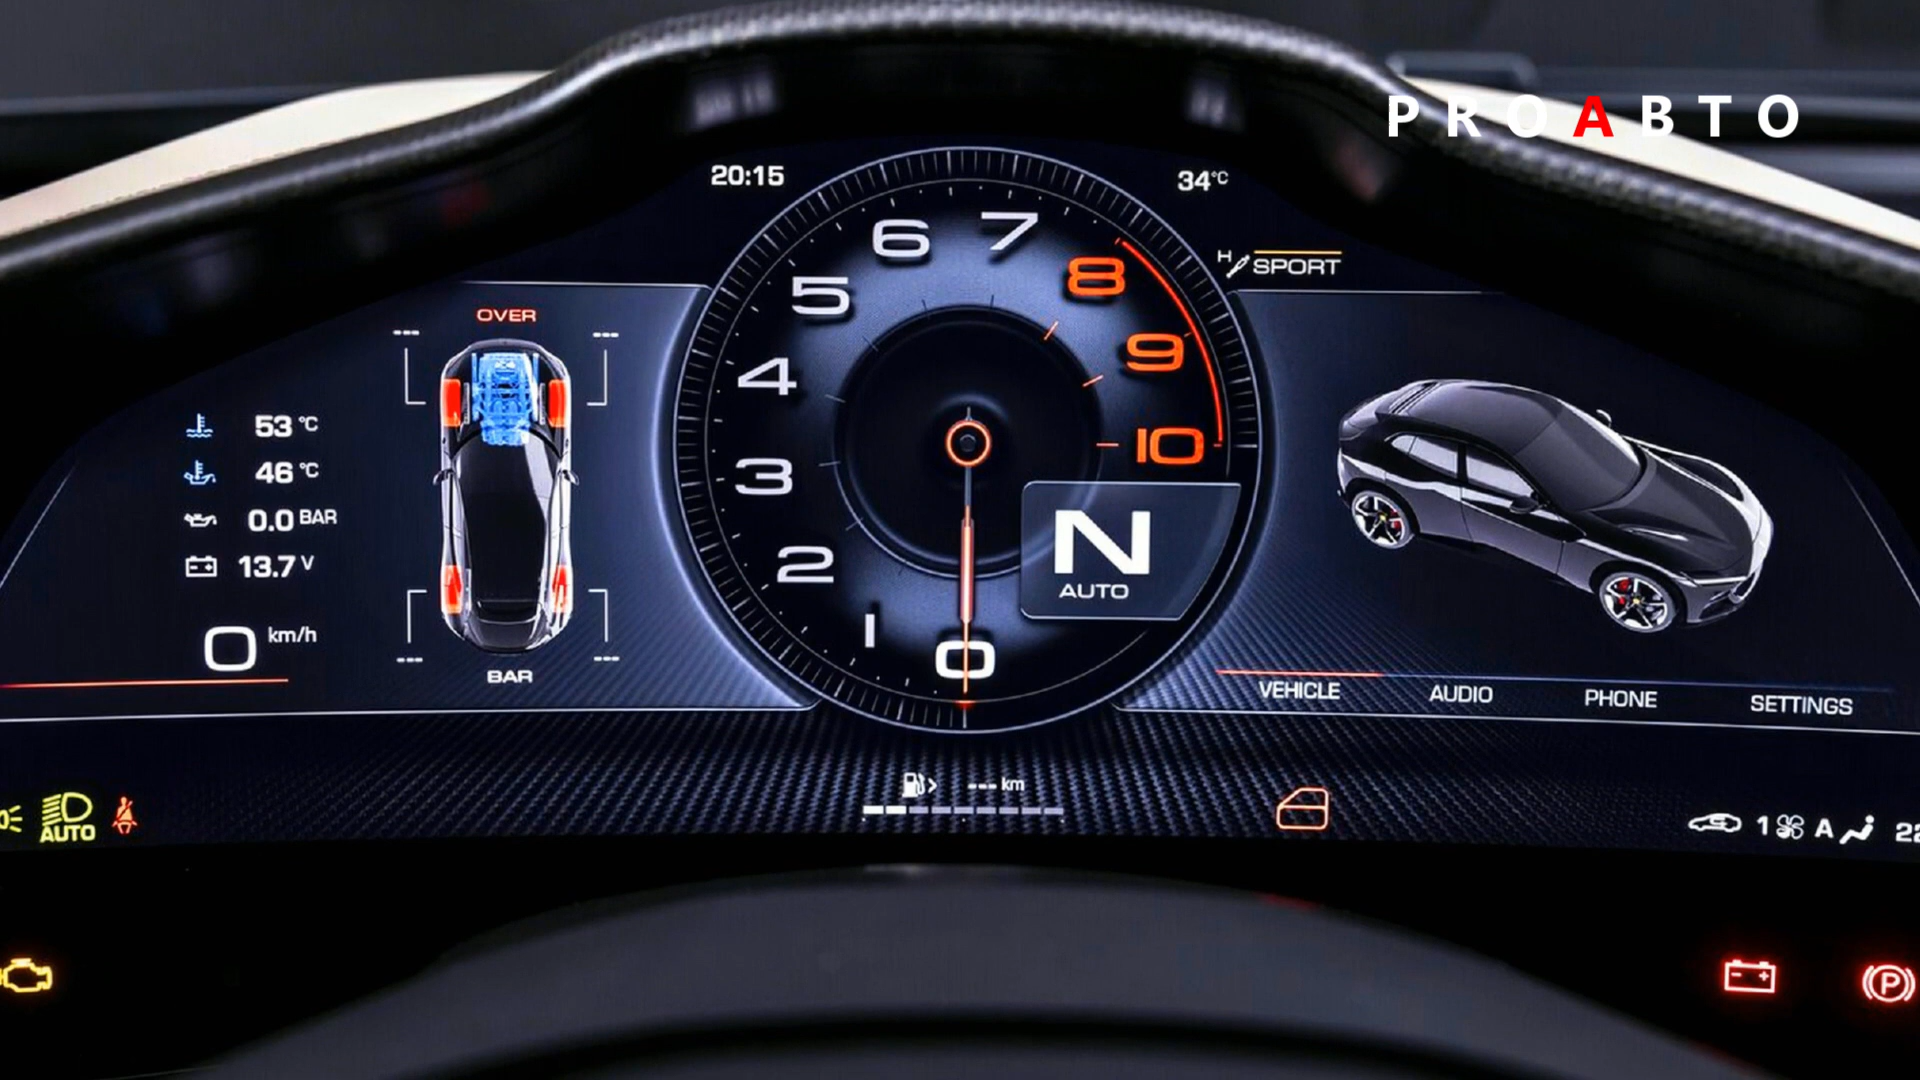 PROABTO
20:15
34°C
H SPORT
OVER
--- ---
53 °C
46 °C
0.0 BAR
13.7 V
0 km/h
--- ---
BAR
0
1
2
3
4
5
6
7
8
9
10
N
AUTO
VEHICLE AUDIO PHONE SETTINGS
--- km
AUTO
1 A 22
P